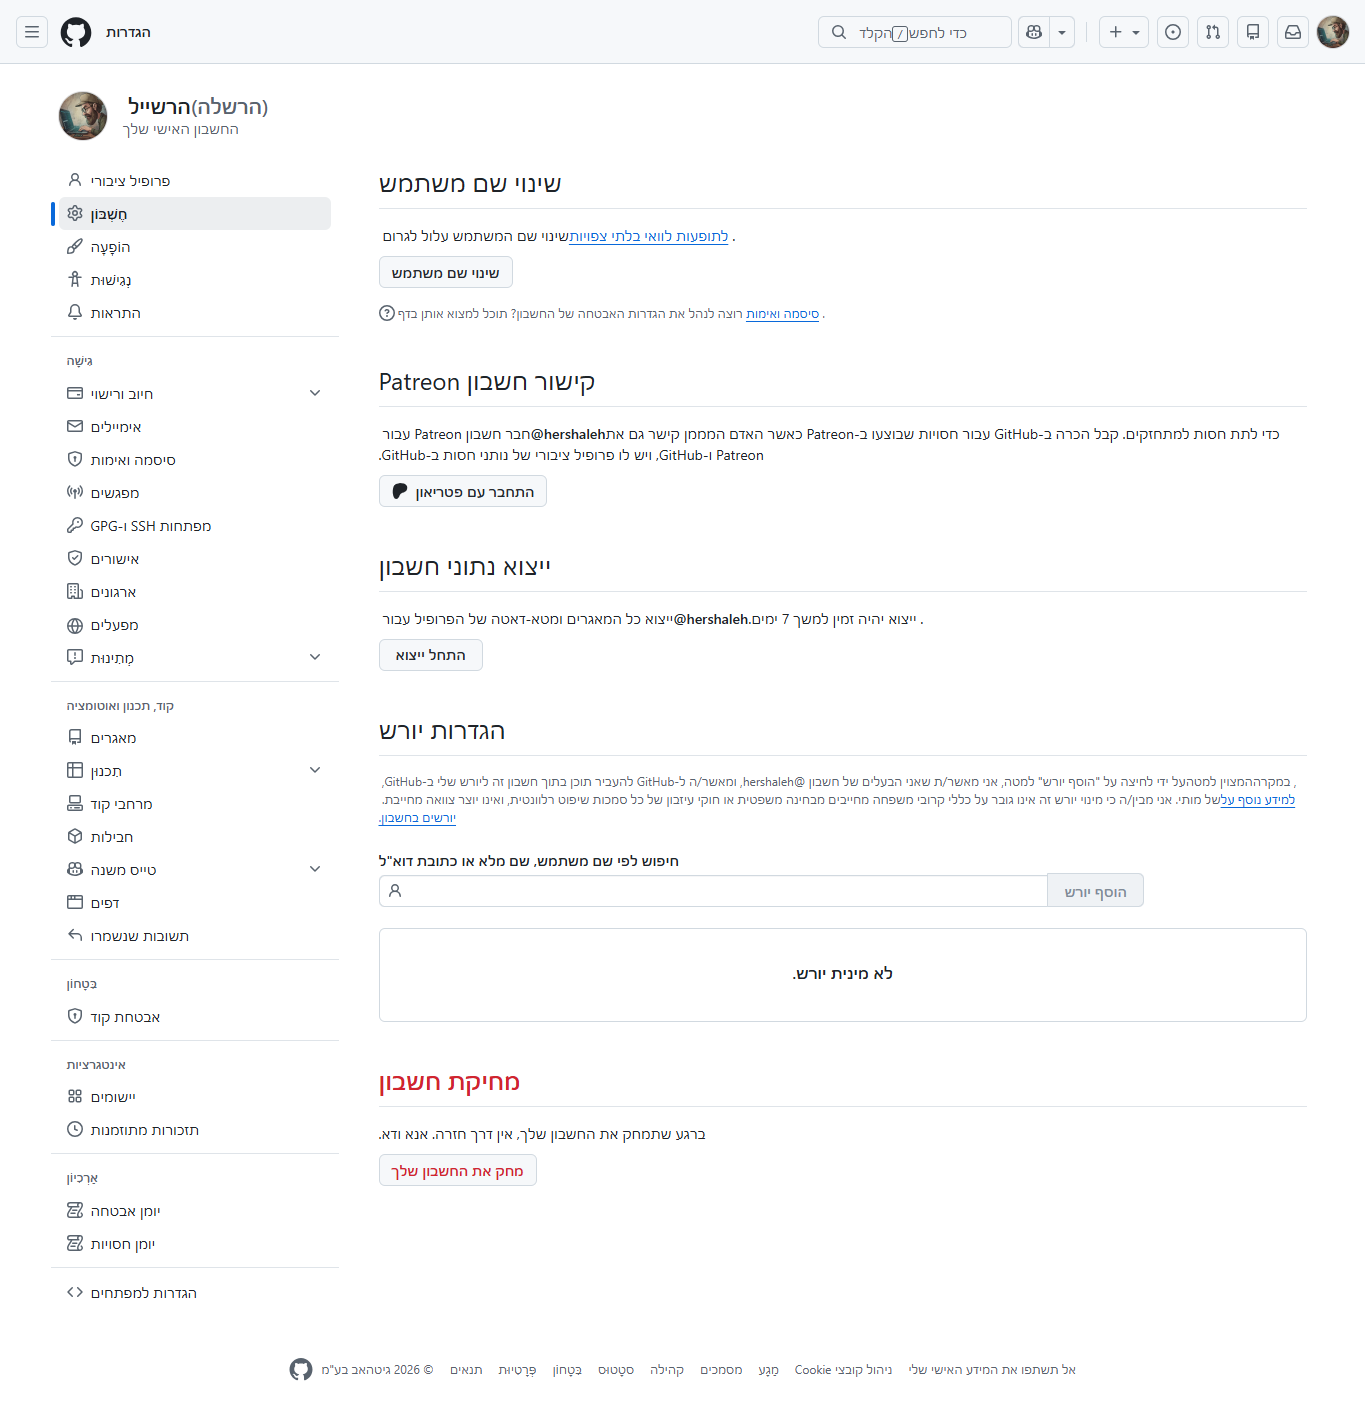 הגדרות
הקלד / כדי לחפש
הרשייל (הרשלה)
החשבון האישי שלך
פרופיל ציבורי
חֶשְׁבּוֹן
הוֹפָעָה
נְגִישׁוּת
התראות
גִישָׁה
חיוב ורישוי
אימיילים
סיסמה ואימות
מפגשים
מפתחות SSH ו-GPG
אישורים
ארגונים
מפעלים
מְתִינוּת
קוד, תכנון ואוטומציה
מאגרים
תִכנוּן
מרחבי קוד
חבילות
טייס משנה
דפים
תשובות שנשמרו
בִּטָחוֹן
אבטחת קוד
אינטגרציות
יישומים
תזכורות מתוזמנות
אַרְכִיוֹן
יומן אבטחה
יומן חסויות
הגדרות למפתחים
שינוי שם משתמש
שינוי שם המשתמש עלול לגרום לתופעות לוואי בלתי צפויות .
שינוי שם משתמש
רוצה לנהל את הגדרות האבטחה של החשבון? תוכל למצוא אותן בדף סיסמה ואימות .
קישור חשבון Patreon
חבר חשבון Patreon עבור @hershaleh כדי לתת חסות למתחזקים. קבל הכרה ב-GitHub עבור חסויות שבוצעו ב-Patreon כאשר האדם המממן קישר גם את
Patreon ו-GitHub, ויש לו פרופיל ציבורי של נותני חסות ב-GitHub.
התחבר עם פטריאון
ייצוא נתוני חשבון
ייצוא כל המאגרים ומטא-דאטה של הפרופיל עבור @hershaleh. ייצוא יהיה זמין למשך 7 ימים .
התחל ייצוא
הגדרות יורש
על ידי לחיצה על "הוסף יורש" למטה, אני מאשר/ת שאני הבעלים של חשבון @hershaleh, ומאשר/ה ל-GitHub להעביר תוכן בתוך חשבון זה ליורש שלי ב-GitHub, המצוין למטה, במקרה
של מותי. אני מבין/ה כי מינוי יורש זה אינו גובר על כללי קרובי משפחה מחייבים מבחינה משפטית או חוקי עיזבון של כל סמכות שיפוט רלוונטית, ואינו יוצר צוואה מחייבת. למידע נוסף על
יורשים בחשבון.
חיפוש לפי שם משתמש, שם מלא או כתובת דוא"ל
הוסף יורש
לא מינית יורש.
מחיקת חשבון
ברגע שתמחק את החשבון שלך, אין דרך חזרה. אנא ודא.
מחק את החשבון שלך
© 2026 גיטהאב בע"מ
תנאים
פְּרָטִיוּת
בִּטָחוֹן
סטָטוּס
קהילה
מסמכים
מַגָע
ניהול קובצי Cookie
אל תשתפו את המידע האישי שלי